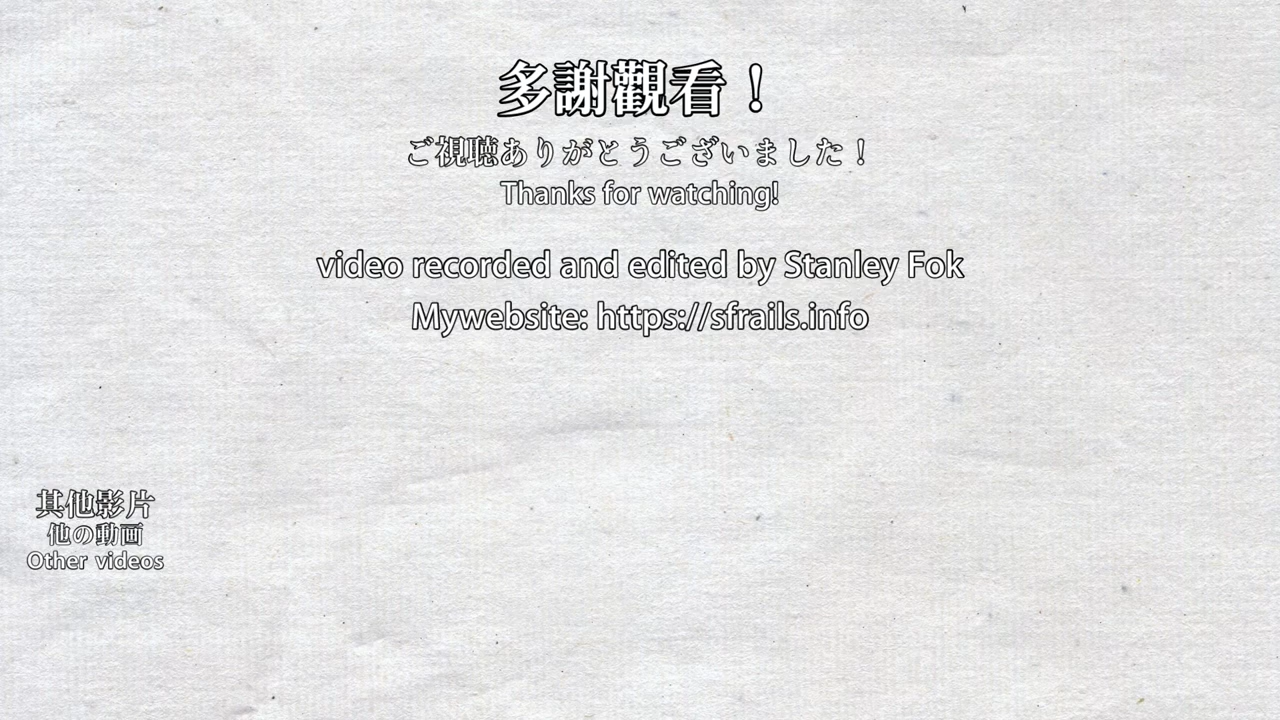 多謝觀看！
ご視聴ありがとうございました！
Thanks for watching!
video recorded and edited by Stanley Fok
Mywebsite: https://sfrails.info
其他影片
他の動画
Other videos